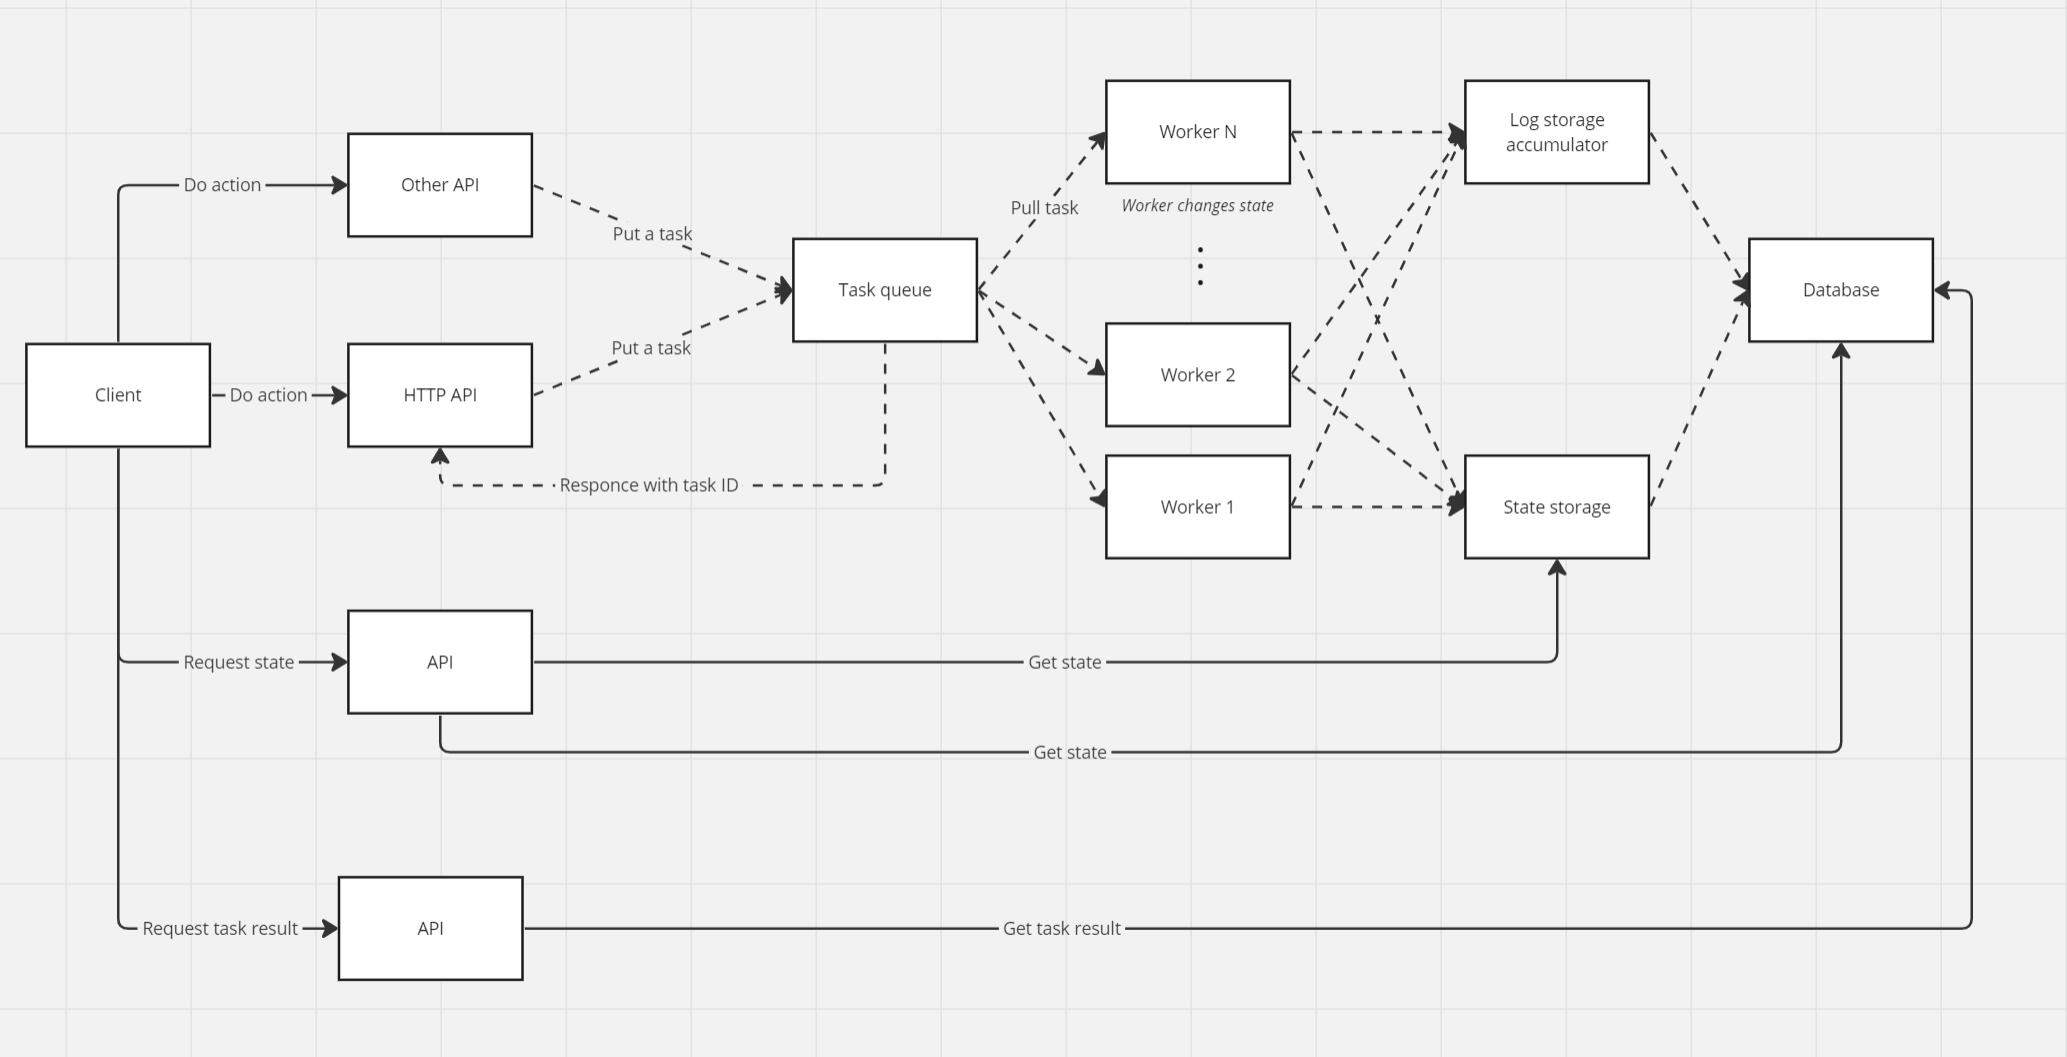 Worker N
Log storage
accumulator
Other API
Do action
Put a task
Pull task
Worker changes state
Task queue
Database
Put a task
Worker 2
Client
Do action
HTTP API
Responce with task ID
Worker 1
State storage
Request state
API
Get state
Get state
Request task result
API
Get task result